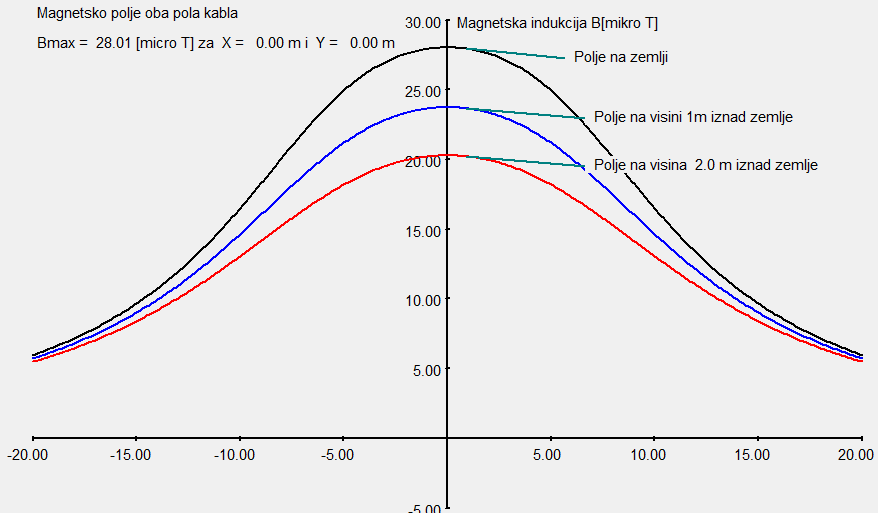 Magnetsko polje oba pola kabla
Bmax = 28.01 [micro T] za X = 0.00 m i Y = 0.00 m
30.00
Magnetska indukcija B[mikro T]
Polje na zemlji
25.00
Polje na visini 1m iznad zemlje
20.00
Polje na visina 2.0 m iznad zemlje
15.00
10.00
5.00
-20.00 -15.00 -10.00 -5.00 5.00 10.00 15.00 20.00
-5.00